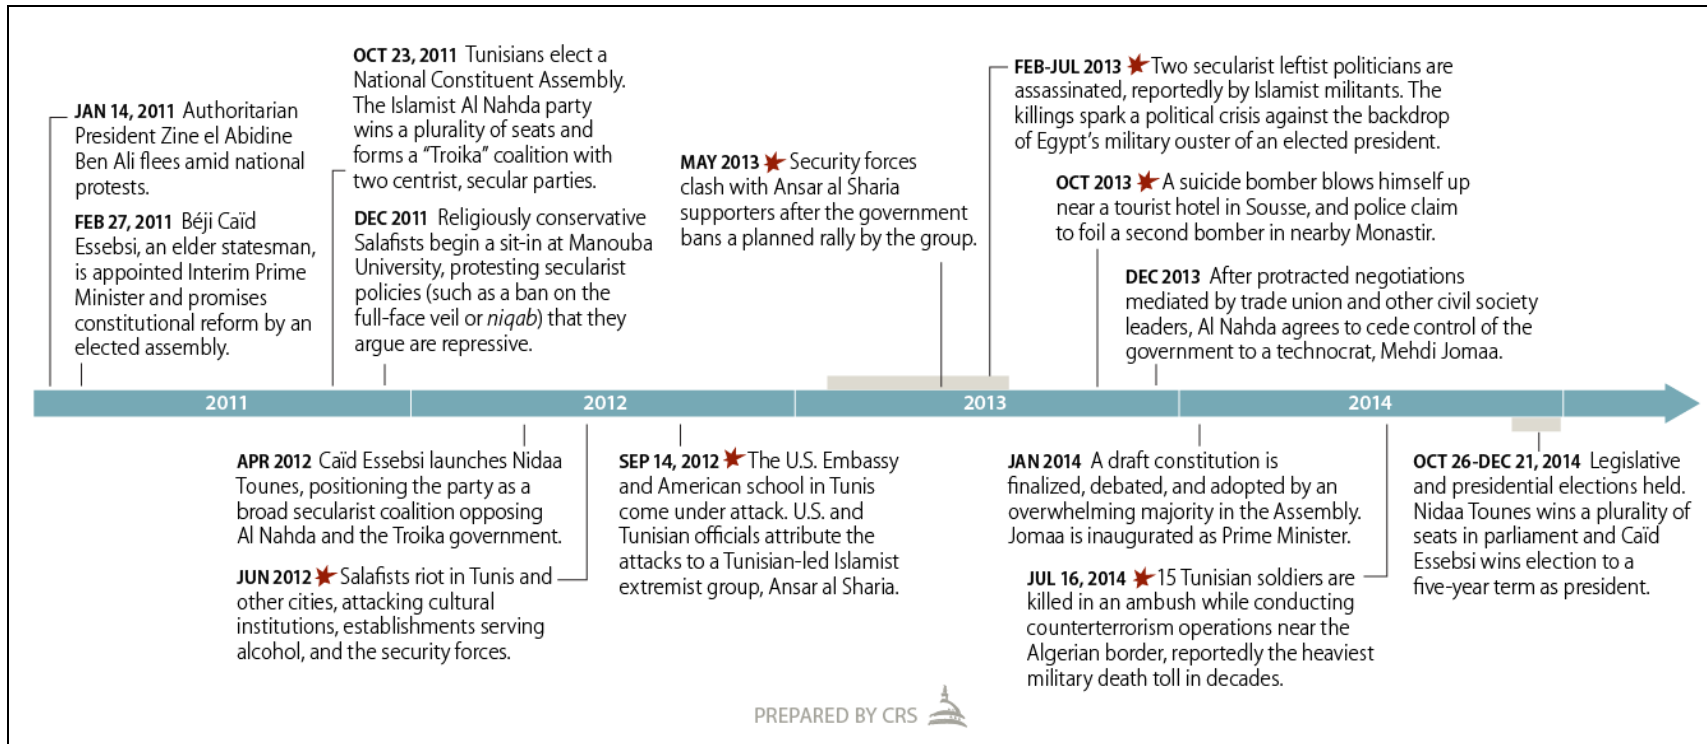 JAN 14, 2011 Authoritarian
President Zine el Abidine
Ben Ali flees amid national
protests.
FEB 27, 2011 Béji Caïd
Essebsi, an elder statesman,
is appointed Interim Prime
Minister and promises
constitutional reform by an
elected assembly.
OCT 23, 2011 Tunisians elect a
National Constituent Assembly.
The Islamist Al Nahda party
wins a plurality of seats and
forms a “Troika” coalition with
two centrist, secular parties.
DEC 2011 Religiously conservative
Salafists begin a sit-in at Manouba
University, protesting secularist
policies (such as a ban on the
full-face veil or niqab) that they
argue are repressive.
MAY 2013 Security forces
clash with Ansar al Sharia
supporters after the government
bans a planned rally by the group.
FEB-JUL 2013 Two secularist leftist politicians are
assassinated, reportedly by Islamist militants. The
killings spark a political crisis against the backdrop
of Egypt’s military ouster of an elected president.
OCT 2013 A suicide bomber blows himself up
near a tourist hotel in Sousse, and police claim
to foil a second bomber in nearby Monastir.
DEC 2013 After protracted negotiations
mediated by trade union and other civil society
leaders, Al Nahda agrees to cede control of the
government to a technocrat, Mehdi Jomaa.
2011 2012 2013 2014
APR 2012 Caïd Essebsi launches Nidaa
Tounes, positioning the party as a
broad secularist coalition opposing
Al Nahda and the Troika government.
JUN 2012 Salafists riot in Tunis and
other cities, attacking cultural
institutions, establishments serving
alcohol, and the security forces.
SEP 14, 2012 The U.S. Embassy
and American school in Tunis
come under attack. U.S. and
Tunisian officials attribute the
attacks to a Tunisian-led Islamist
extremist group, Ansar al Sharia.
JAN 2014 A draft constitution is
finalized, debated, and adopted by an
overwhelming majority in the Assembly.
Jomaa is inaugurated as Prime Minister.
JUL 16, 2014 15 Tunisian soldiers are
killed in an ambush while conducting
counterterrorism operations near the
Algerian border, reportedly the heaviest
military death toll in decades.
OCT 26-DEC 21, 2014 Legislative
and presidential elections held.
Nidaa Tounes wins a plurality of
seats in parliament and Caïd
Essebsi wins election to a
five-year term as president.
PREPARED BY CRS